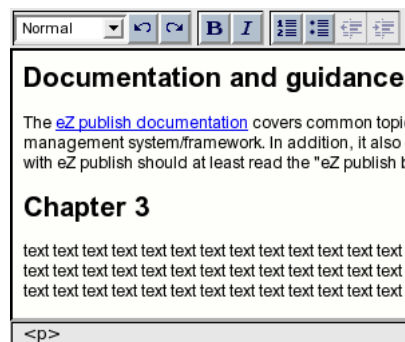 Normal B I
Documentation and guidance
The eZ publish documentation covers common topi
management system/framework. In addition, it also
with eZ publish should at least read the "eZ publish b
Chapter 3
text text text text text text text text text text text text text
text text text text text text text text text text text text text
text text text text text text text text text text text text text
<p>